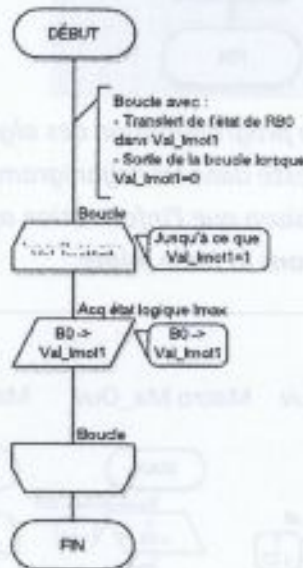 DÉBUT
Boucle avec :
- Transfert de l'état de RB0
dans Val_Imot1
- Sortie de la boucle lorsque
Val_Imot1=0
Boucle
Jusqu'à ce que
Val_Imot1=1
Acq état logique Imax
B0 ->
Val_Imot1
B0 ->
Val_Imot1
Boucle
FIN